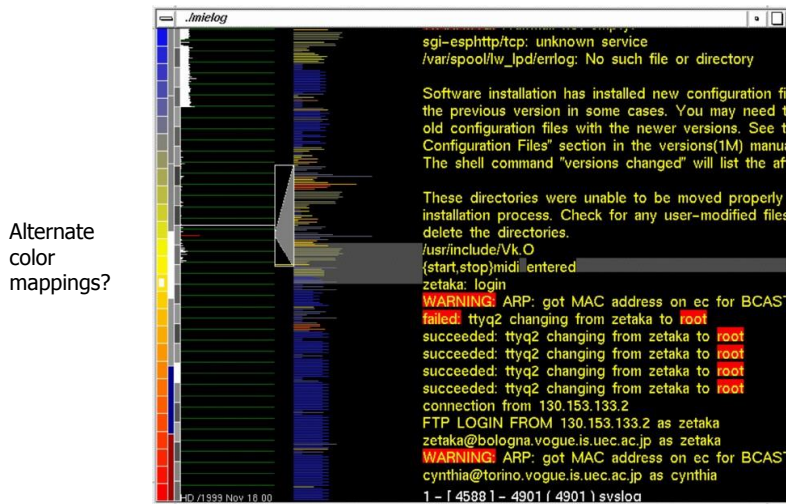 ./mielog
sgi-esphttp/tcp: unknown service
/var/spool/lw_lpd/errlog: No such file or directory
Software installation has installed new configuration fi
the previous version in some cases. You may need t
old configuration files with the newer versions. See t
Configuration Files" section in the versions(1M) manua
The shell command "versions changed" will list the aff
These directories were unable to be moved properly
installation process. Check for any user-modified files
delete the directories.
/usr/include/Vk.O
{start,stop}midi entered
zetaka: login
WARNING: ARP: got MAC address on ec for BCAST
failed: ttyq2 changing from zetaka to root
succeeded: ttyq2 changing from zetaka to root
succeeded: ttyq2 changing from zetaka to root
succeeded: ttyq2 changing from zetaka to root
succeeded: ttyq2 changing from zetaka to root
connection from 130.153.133.2
FTP LOGIN FROM 130.153.133.2 as zetaka
zetaka@bologna.vogue.is.uec.ac.jp as zetaka
WARNING: ARP: got MAC address on ec for BCAST
cynthia@torino.vogue.is.uec.ac.jp as cynthia
HD /1999 Nov 18 00
1 - [ 4588 ] - 4901 ( 4901 ) syslog
Alternate
color
mappings?